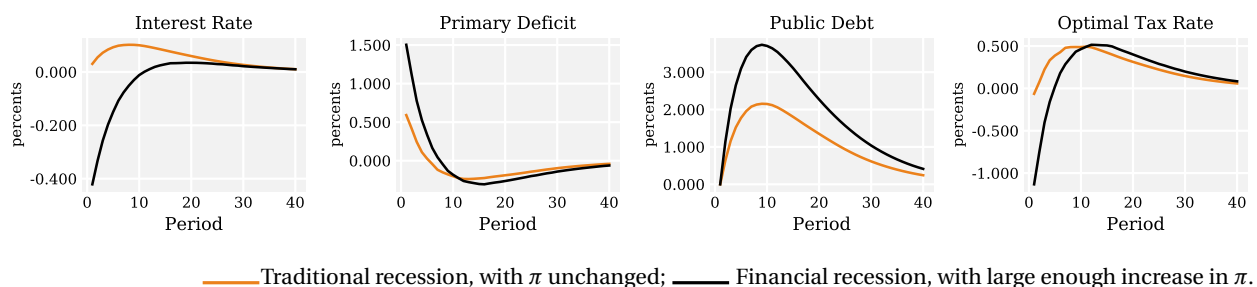 Interest Rate
percents
0.000
-0.200
-0.400
0 10 20 30 40
Period
Primary Deficit
percents
1.500
1.000
0.500
0.000
0 10 20 30 40
Period
Public Debt
percents
3.000
2.000
1.000
0.000
0 10 20 30 40
Period
Optimal Tax Rate
percents
0.500
0.000
-0.500
-1.000
0 10 20 30 40
Period
Traditional recession, with π unchanged; Financial recession, with large enough increase in π.